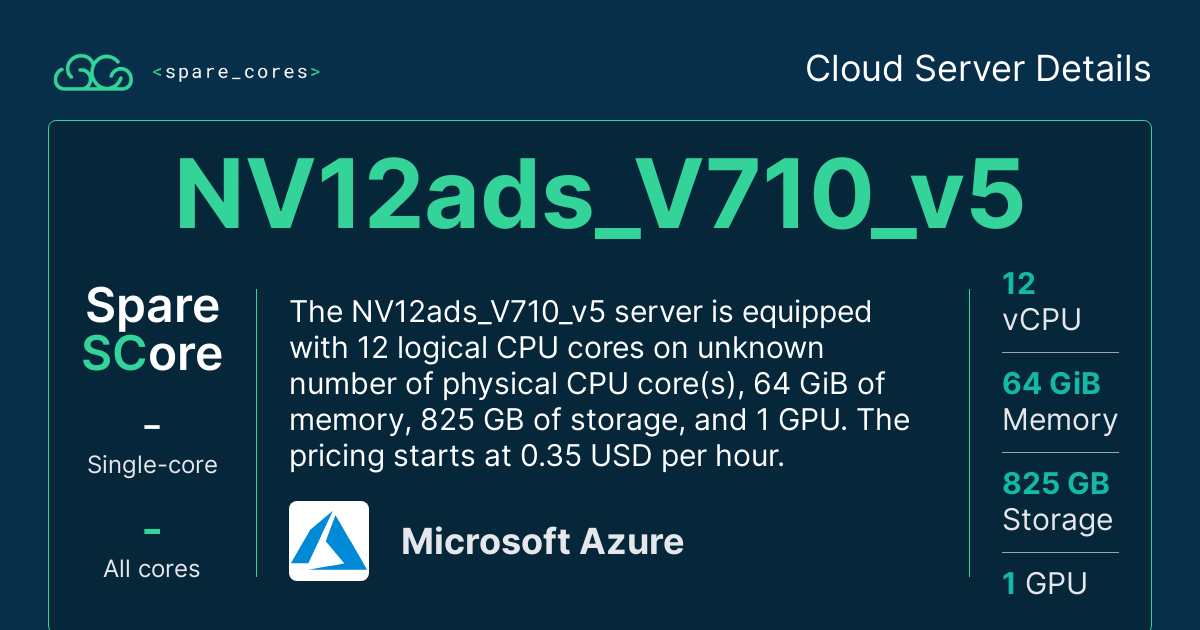 <spare_cores>
Cloud Server Details
NV12ads_V710_v5
Spare
SCore
–
Single-core
–
All cores
The NV12ads_V710_v5 server is equipped
with 12 logical CPU cores on unknown
number of physical CPU core(s), 64 GiB of
memory, 825 GB of storage, and 1 GPU. The
pricing starts at 0.35 USD per hour.
Microsoft Azure
12
vCPU
64 GiB
Memory
825 GB
Storage
1 GPU